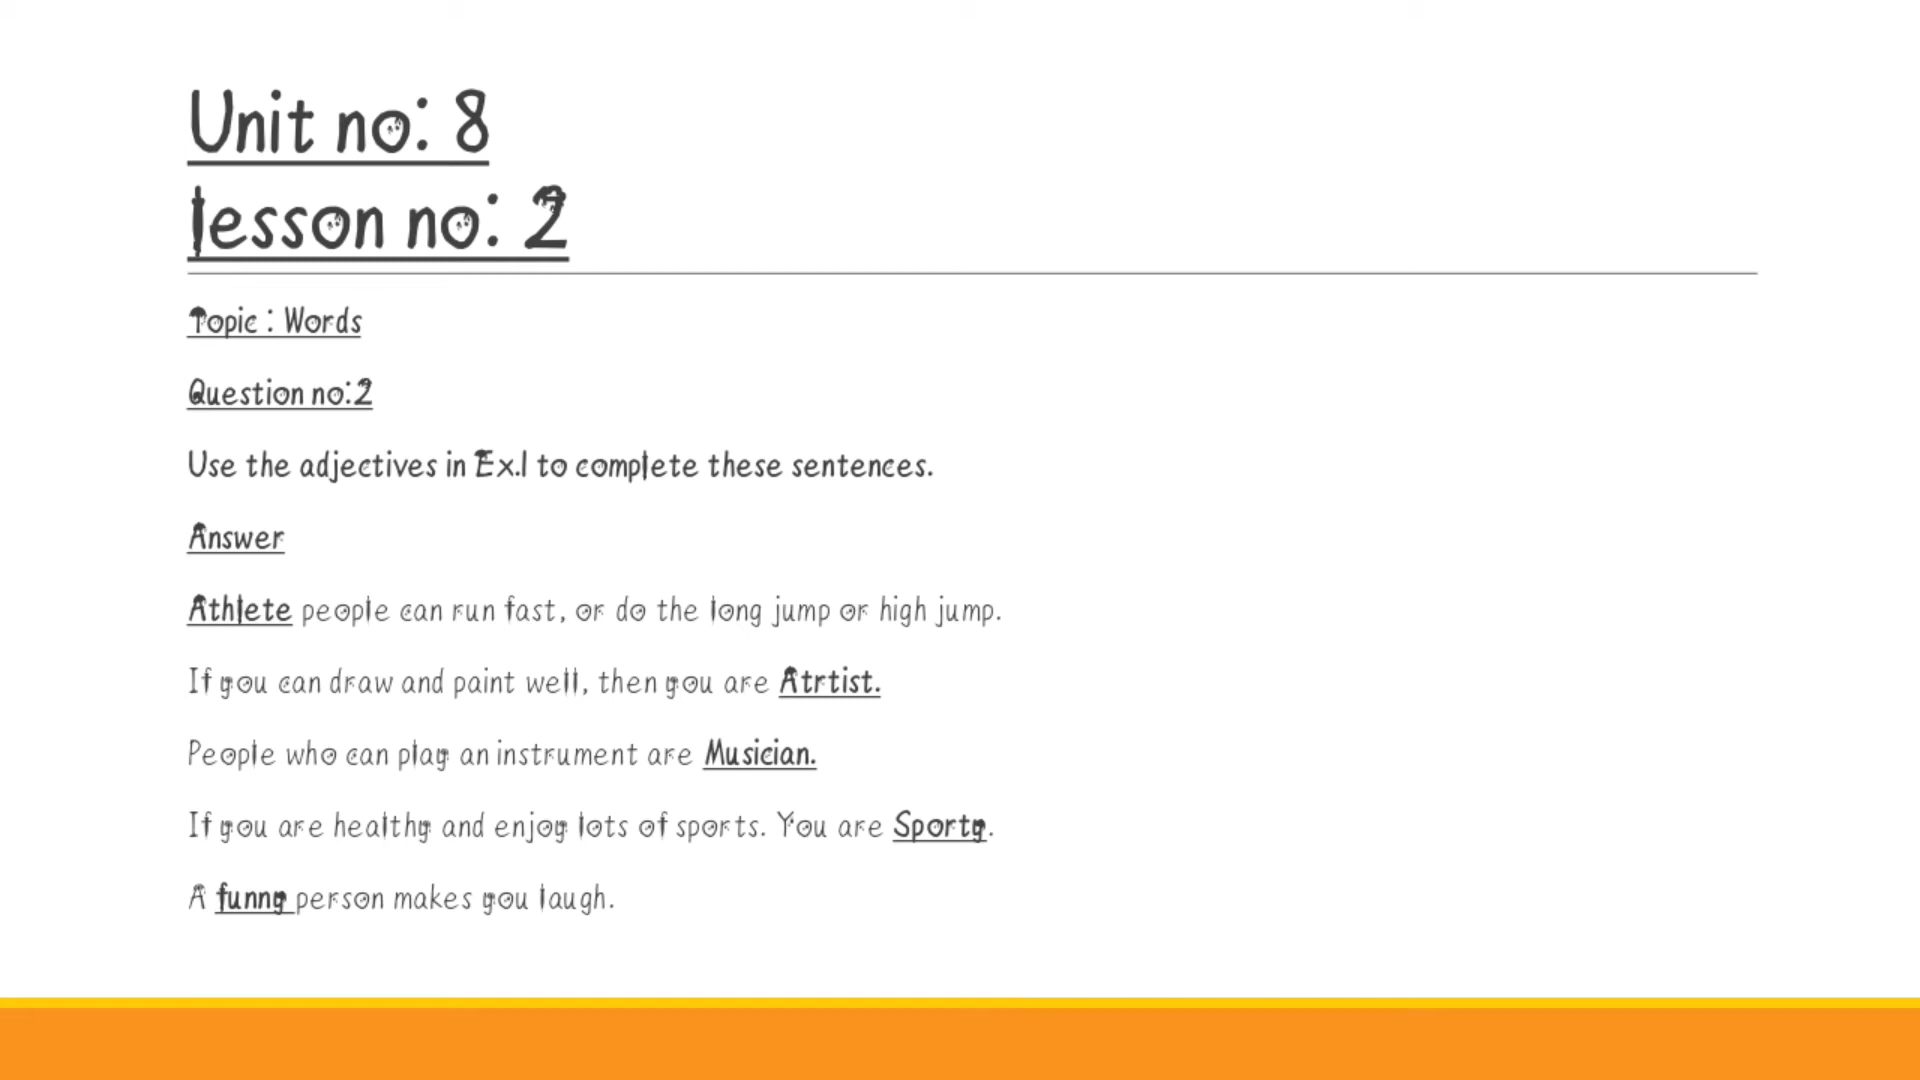 Unit no: 8
lesson no: 2
Topic : Words
Question no:2
Use the adjectives in Ex.1 to complete these sentences.
Answer
Athlete people can run fast, or do the long jump or high jump.
If you can draw and paint well, then you are Atrtist.
People who can play an instrument are Musician.
If you are healthy and enjoy lots of sports. You are Sporty.
A funny person makes you laugh.